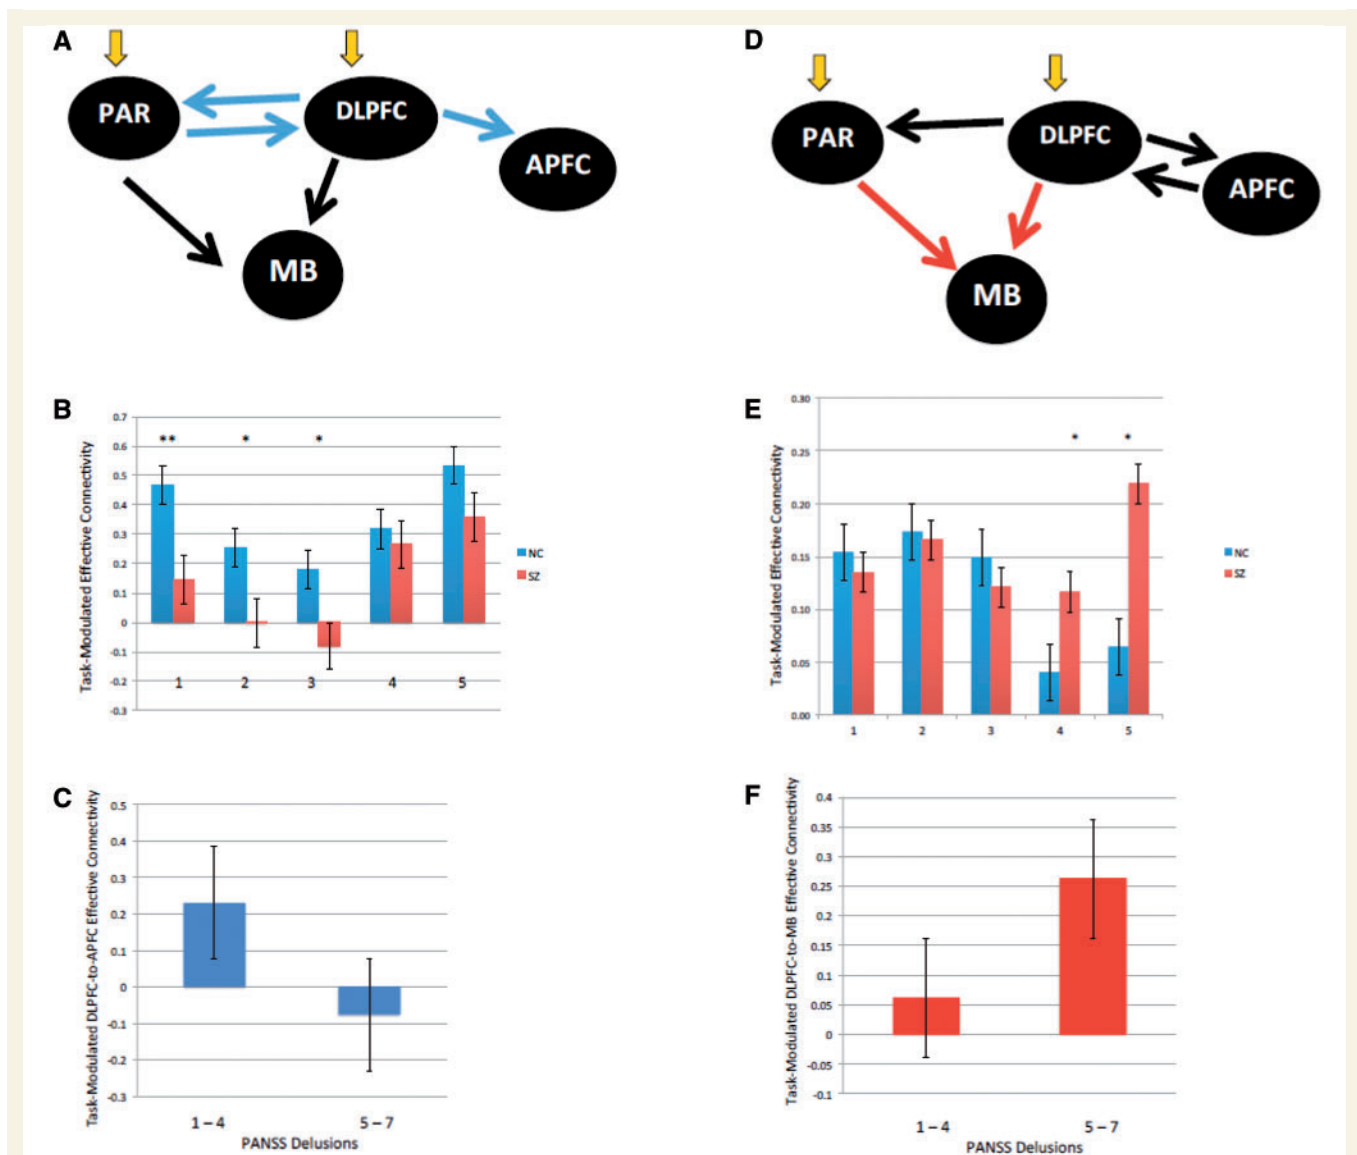 A
PAR
DLPFC
APFC
MB
B
Task-Modulated Effective Connectivity
0.7
0.6
0.5
0.4
0.3
0.2
0.1
0
-0.1
-0.2
-0.3
** * *
1 2 3 4 5
NC
SZ
C
Task-Modulated DLPFC-to-APFC Effective Connectivity
0.5
0.4
0.3
0.2
0.1
0
-0.1
-0.2
-0.3
1 – 4 5 – 7
PANSS Delusions
D
PAR
DLPFC
APFC
MB
E
Task-Modulated Effective Connectivity
0.30
0.25
0.20
0.15
0.10
0.05
0.00
* *
1 2 3 4 5
NC
SZ
F
Task-Modulated DLPFC-to-MB Effective Connectivity
0.4
0.35
0.3
0.25
0.2
0.15
0.1
0.05
0
-0.05
-0.1
1 – 4 5 – 7
PANSS Delusions